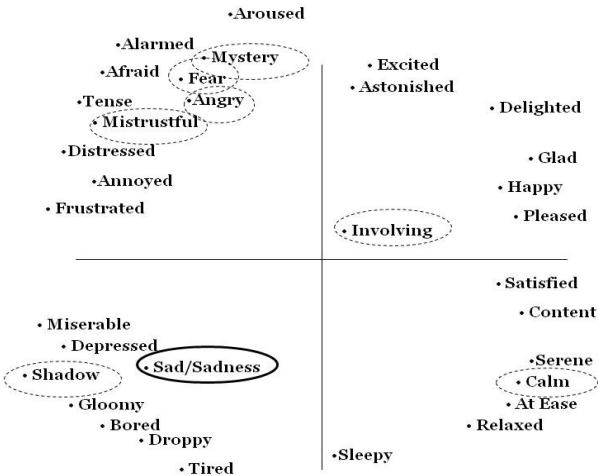 Aroused
Alarmed
Mystery
Excited
Afraid
Fear
Astonished
Tense
Angry
Delighted
Mistrustful
Distressed
Glad
Annoyed
Happy
Frustrated
Pleased
Involving
Satisfied
Content
Miserable
Depressed
Serene
Sad/Sadness
Shadow
Calm
Gloomy
At Ease
Bored
Relaxed
Droppy
Sleepy
Tired